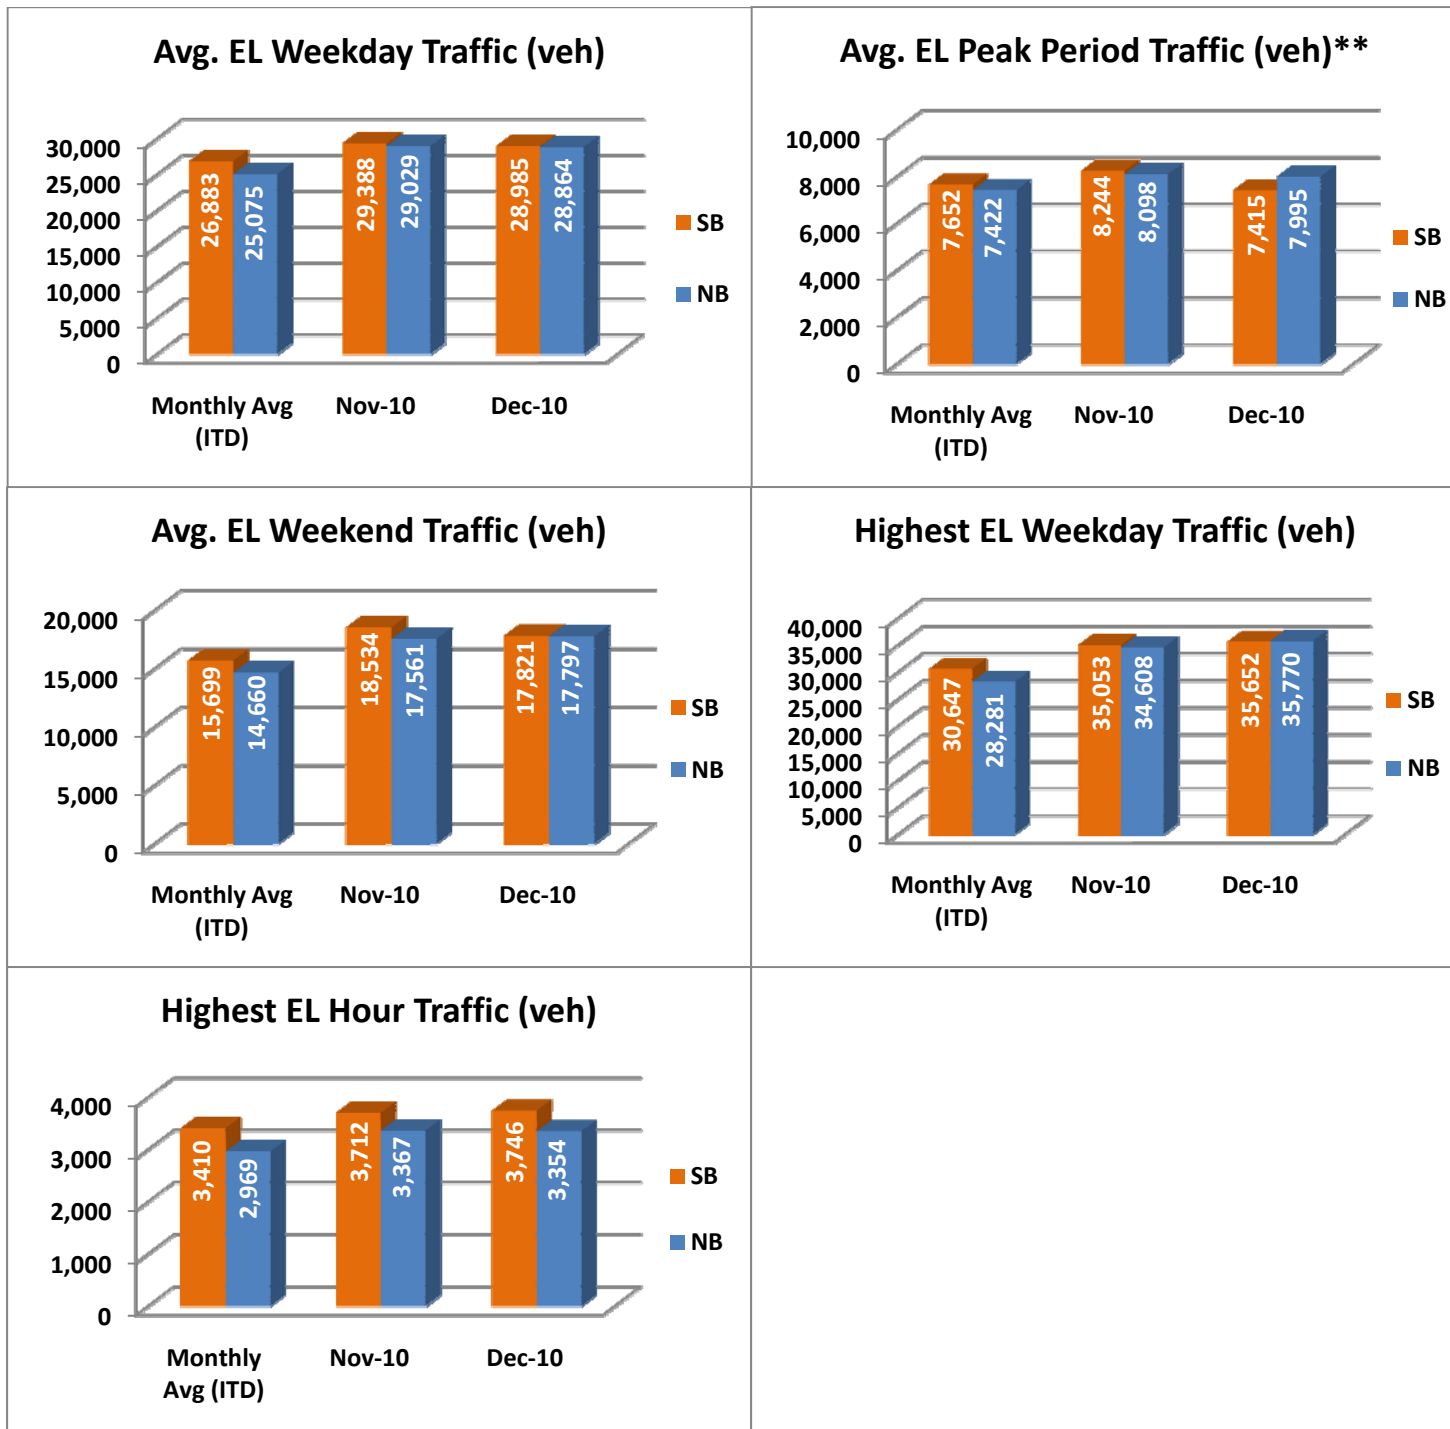 Avg. EL Weekday Traffic (veh)
30,000
25,000
20,000
15,000
10,000
5,000
0
26,883
25,075
29,388
29,029
28,985
28,864
SB
NB
Monthly Avg
(ITD)
Nov-10
Dec-10
Avg. EL Peak Period Traffic (veh)**
10,000
8,000
6,000
4,000
2,000
0
7,652
7,422
8,244
8,098
7,415
7,995
SB
NB
Monthly Avg
(ITD)
Nov-10
Dec-10
Avg. EL Weekend Traffic (veh)
20,000
15,000
10,000
5,000
0
15,699
14,660
18,534
17,561
17,821
17,797
SB
NB
Monthly Avg
(ITD)
Nov-10
Dec-10
Highest EL Weekday Traffic (veh)
40,000
35,000
30,000
25,000
20,000
15,000
10,000
5,000
0
30,647
28,281
35,053
34,608
35,652
35,770
SB
NB
Monthly Avg
(ITD)
Nov-10
Dec-10
Highest EL Hour Traffic (veh)
4,000
3,000
2,000
1,000
0
3,410
2,969
3,712
3,367
3,746
3,354
SB
NB
Monthly
Avg (ITD)
Nov-10
Dec-10